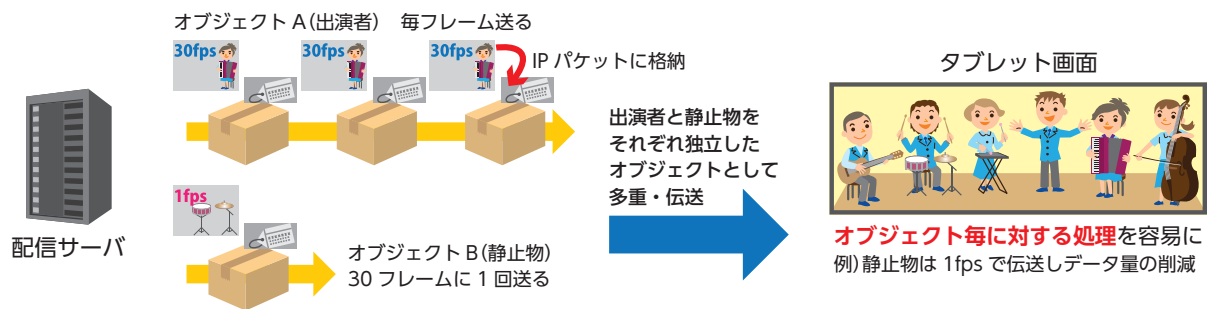 オブジェクト A（出演者）　毎フレーム送る
30fps
30fps
30fps
IP パケットに格納
配信サーバ
1fps
オブジェクト B（静止物）
30 フレームに 1 回送る
出演者と静止物を
それぞれ独立した
オブジェクトとして
多重・伝送
タブレット画面
オブジェクト毎に対する処理を容易に
例）静止物は 1fps で伝送しデータ量の削減